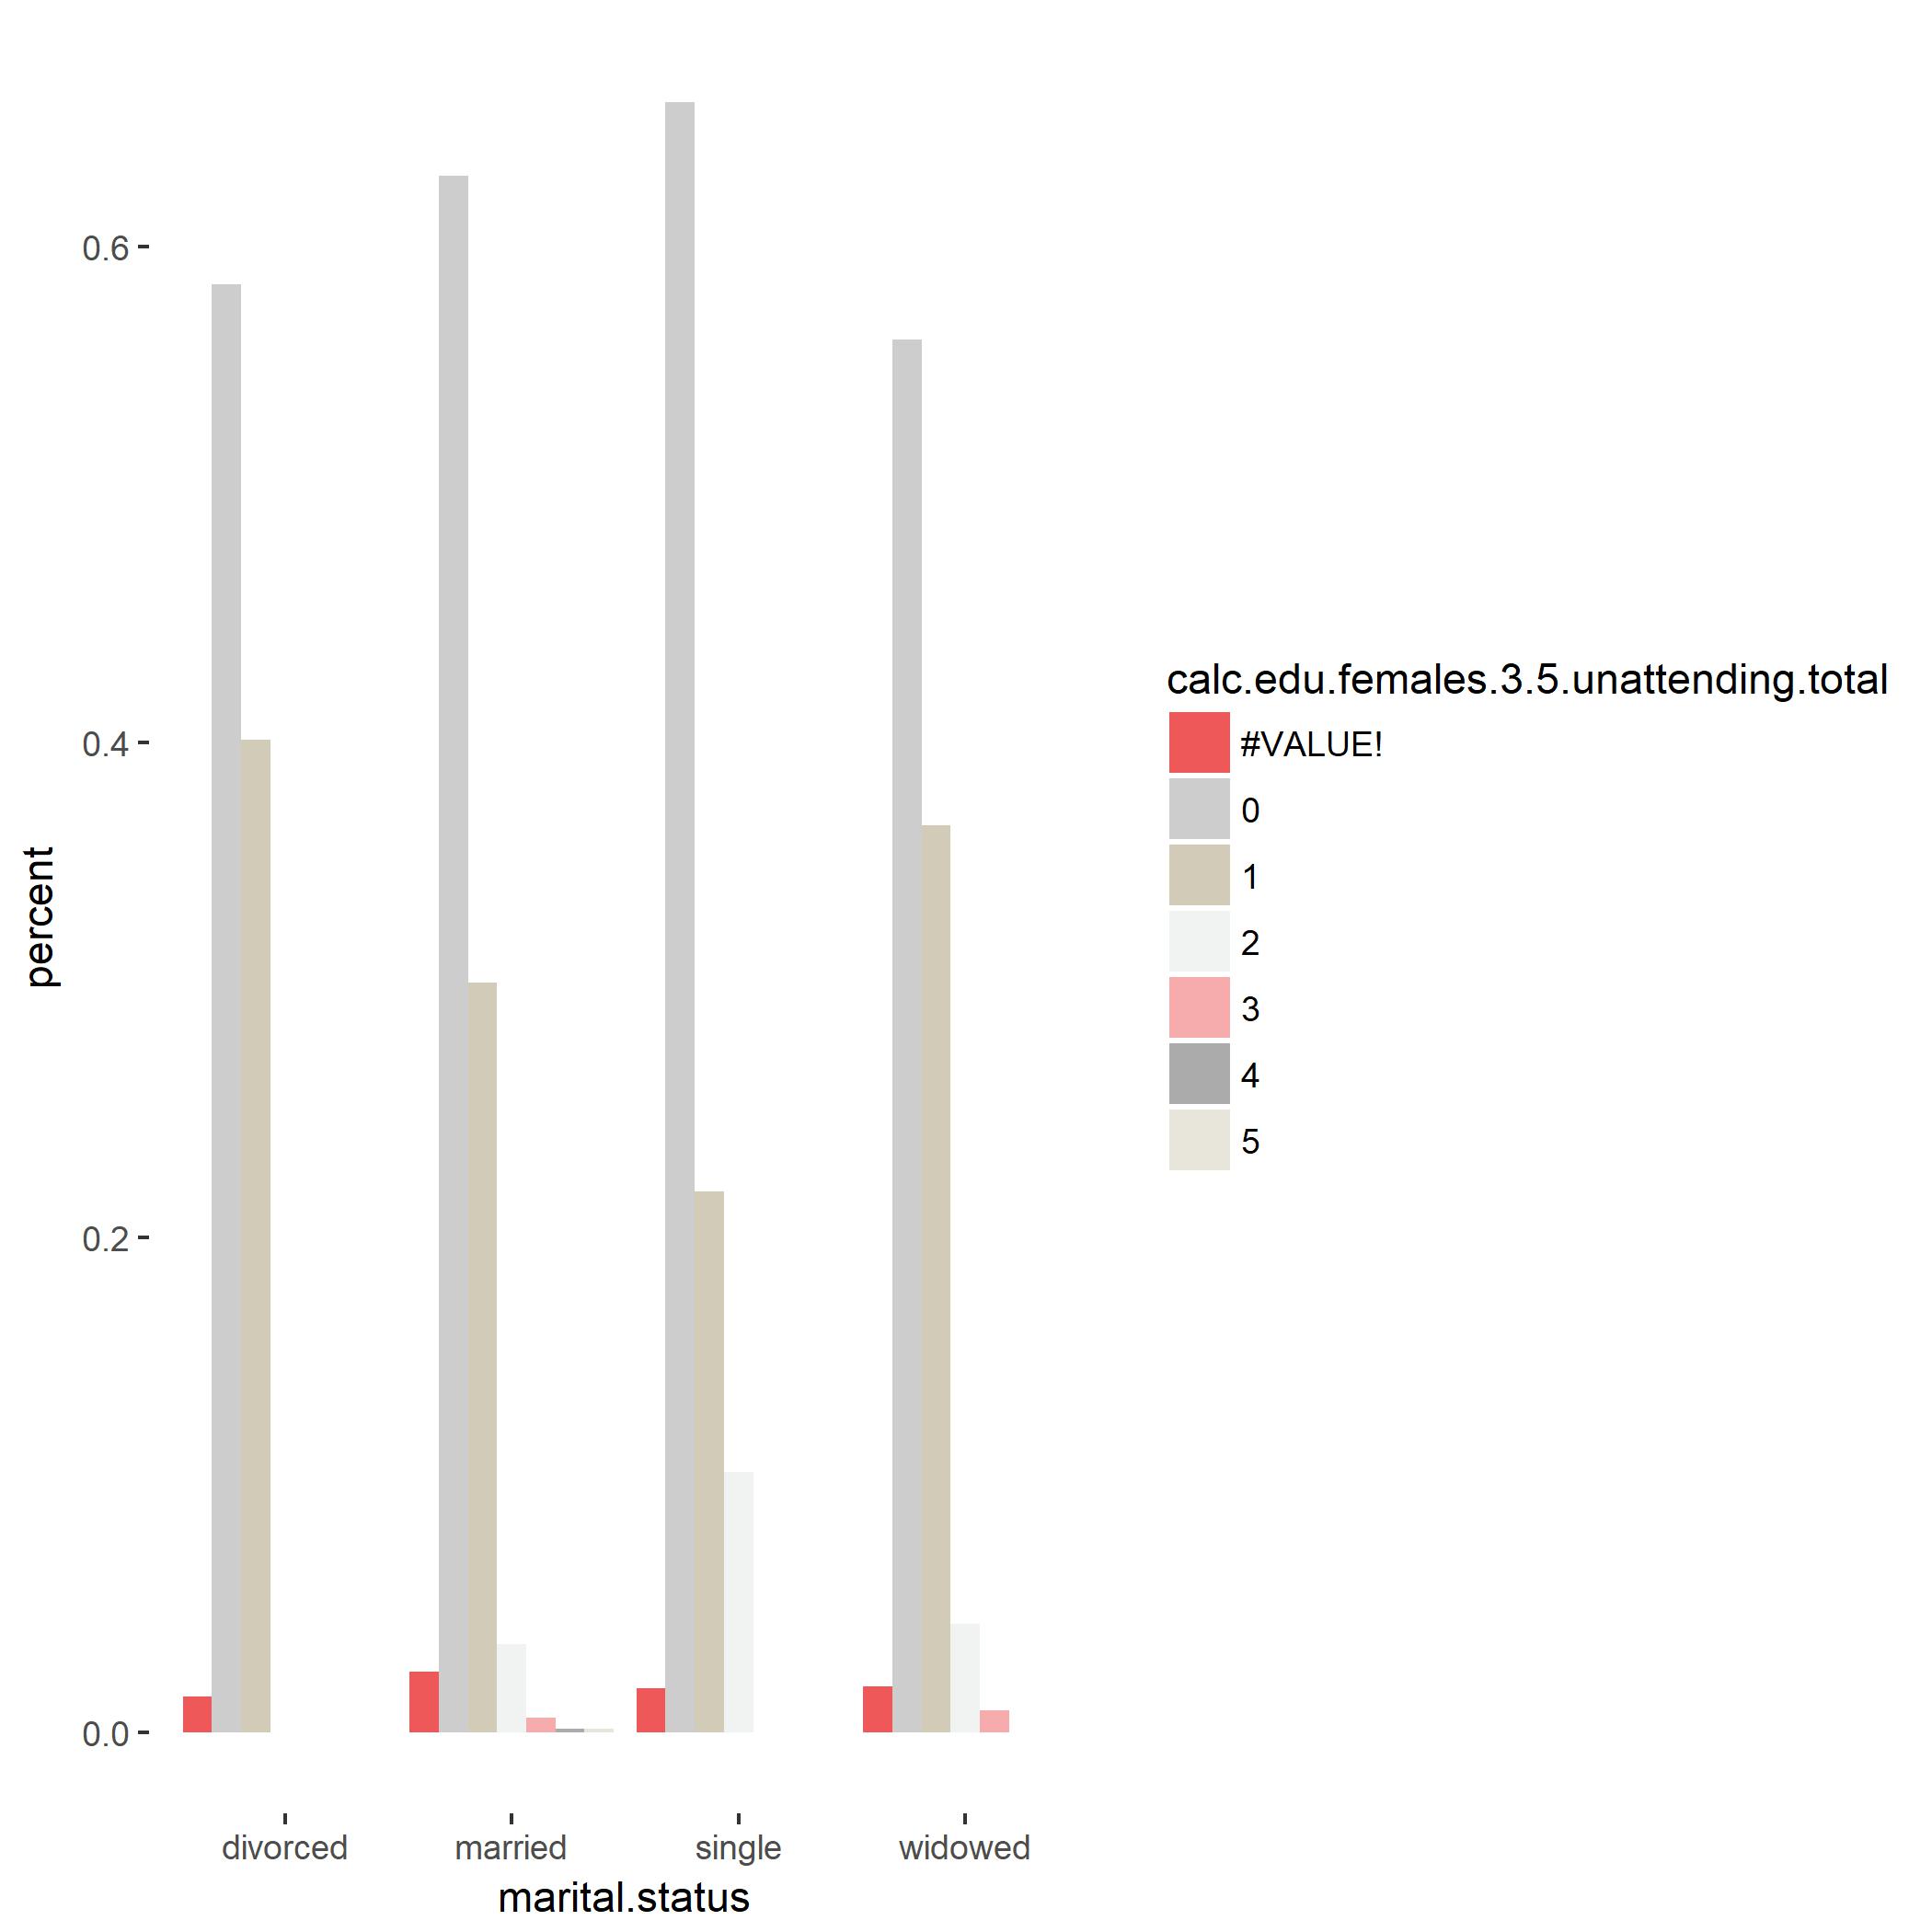 0.6
0.4
0.2
0.0
percent
divorced married single widowed
marital.status
calc.edu.females.3.5.unattending.total
#VALUE!
0
1
2
3
4
5